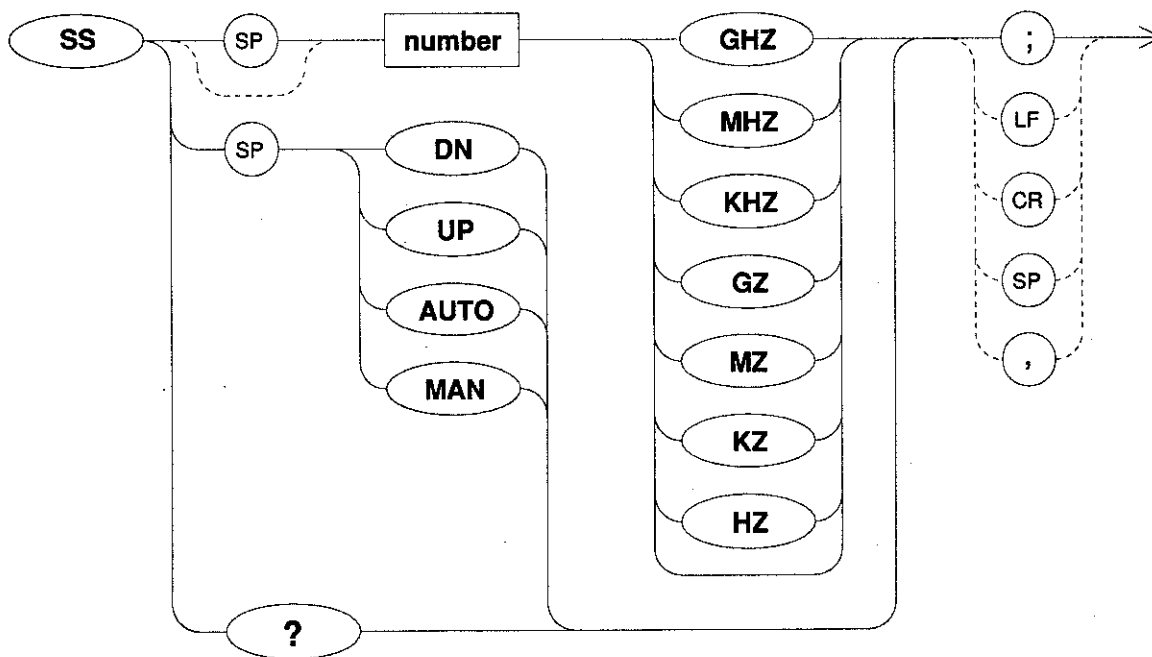 SS SP number GHZ ;
MHZ LF
SP DN
KHZ CR
UP
GZ SP
AUTO
MZ ,
MAN
KZ
HZ
?